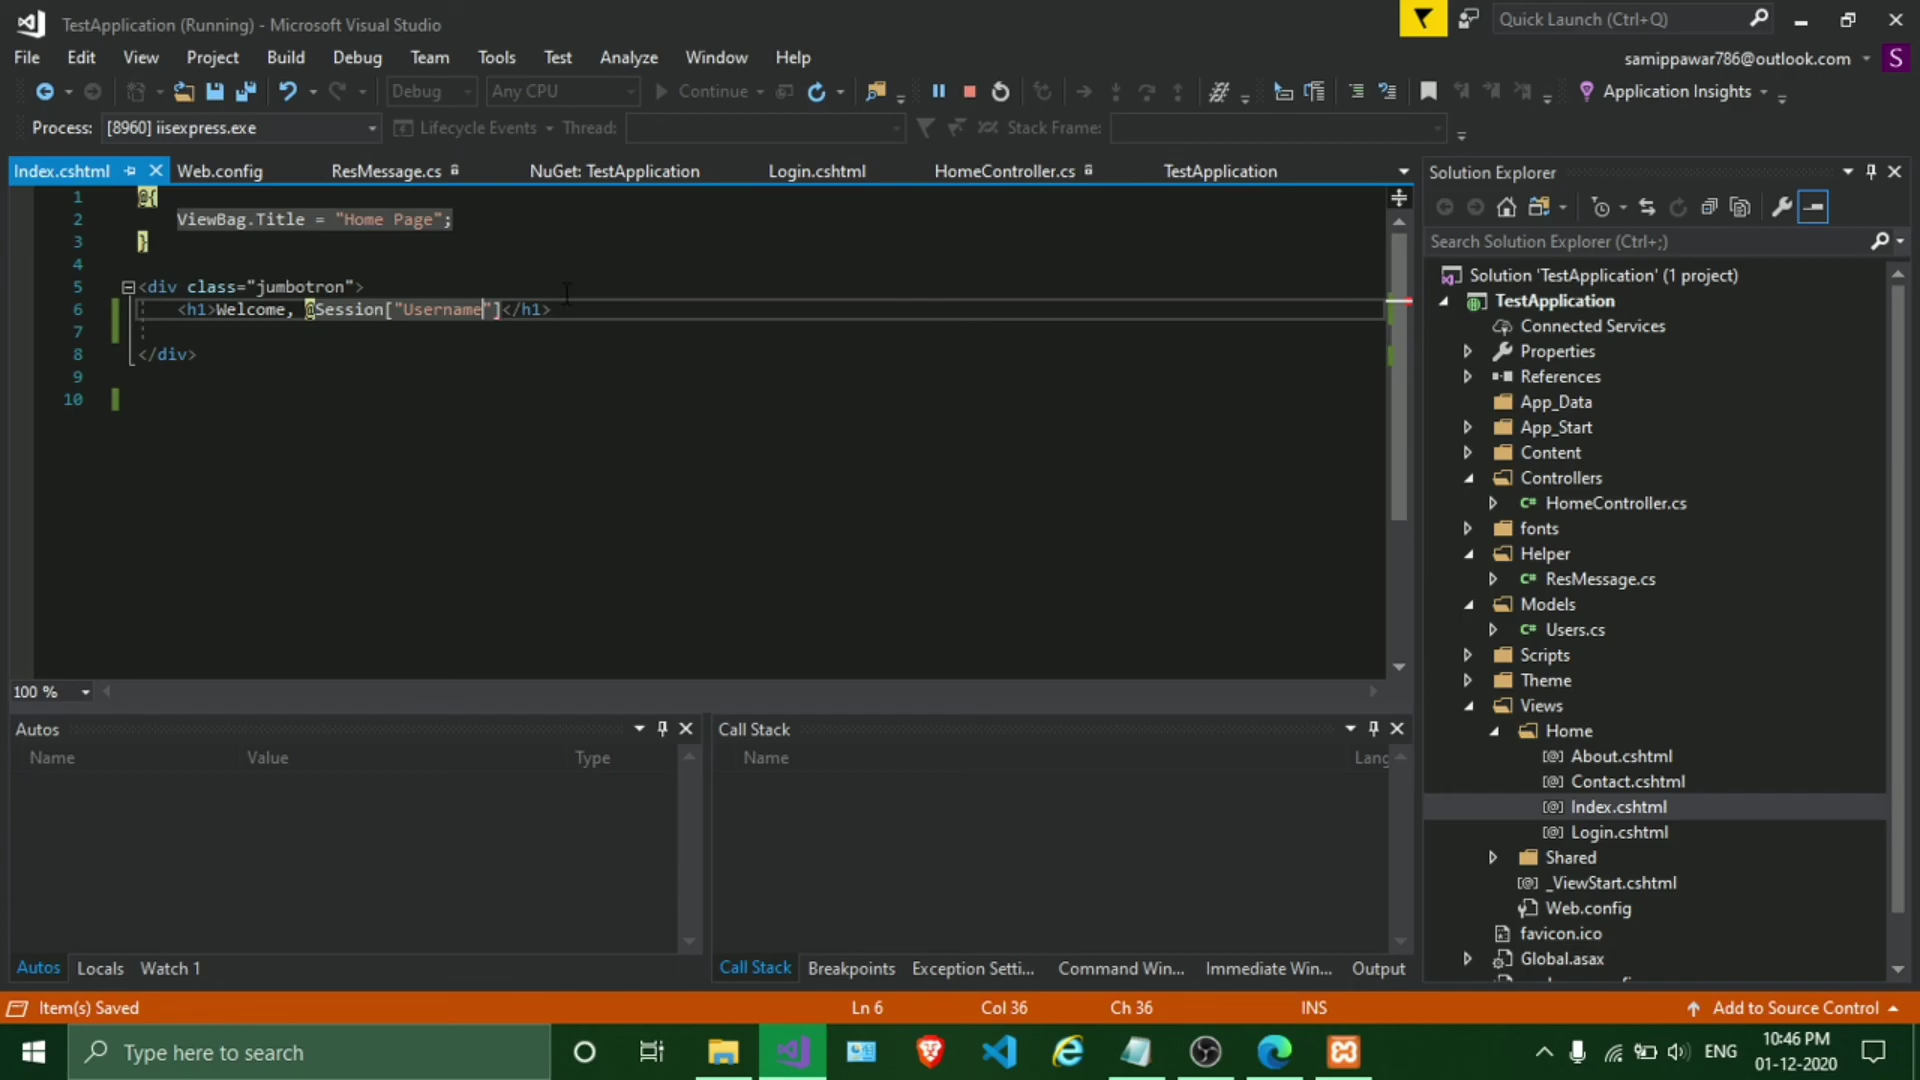 TestApplication (Running) - Microsoft Visual Studio
Quick Launch (Ctrl+Q)
File Edit View Project Build Debug Team Tools Test Analyze Window Help
samippawar786@outlook.com S
Debug Any CPU Continue Application Insights
Process: [8960] iisexpress.exe Lifecycle Events Thread: Stack Frame:
Index.cshtml Web.config ResMessage.cs NuGet: TestApplication Login.cshtml HomeController.cs TestApplication
1 @{
2 ViewBag.Title = "Home Page";
3 }
4
5 <div class="jumbotron">
6 <h1>Welcome, @Session["Username"]</h1>
7
8 </div>
9
10
100 %
Solution Explorer
Search Solution Explorer (Ctrl+;)
Solution 'TestApplication' (1 project)
TestApplication
Connected Services
Properties
References
App_Data
App_Start
Content
Controllers
C# HomeController.cs
fonts
Helper
C# ResMessage.cs
Models
C# Users.cs
Scripts
Theme
Views
Home
[@] About.cshtml
[@] Contact.cshtml
[@] Index.cshtml
[@] Login.cshtml
Shared
[@] _ViewStart.cshtml
Web.config
favicon.ico
Global.asax
Autos
Name Value Type
Autos Locals Watch 1
Call Stack
Name Lang
Call Stack Breakpoints Exception Setti... Command Win... Immediate Win... Output
Item(s) Saved Ln 6 Col 36 Ch 36 INS Add to Source Control
Type here to search
ENG
10:46 PM
01-12-2020